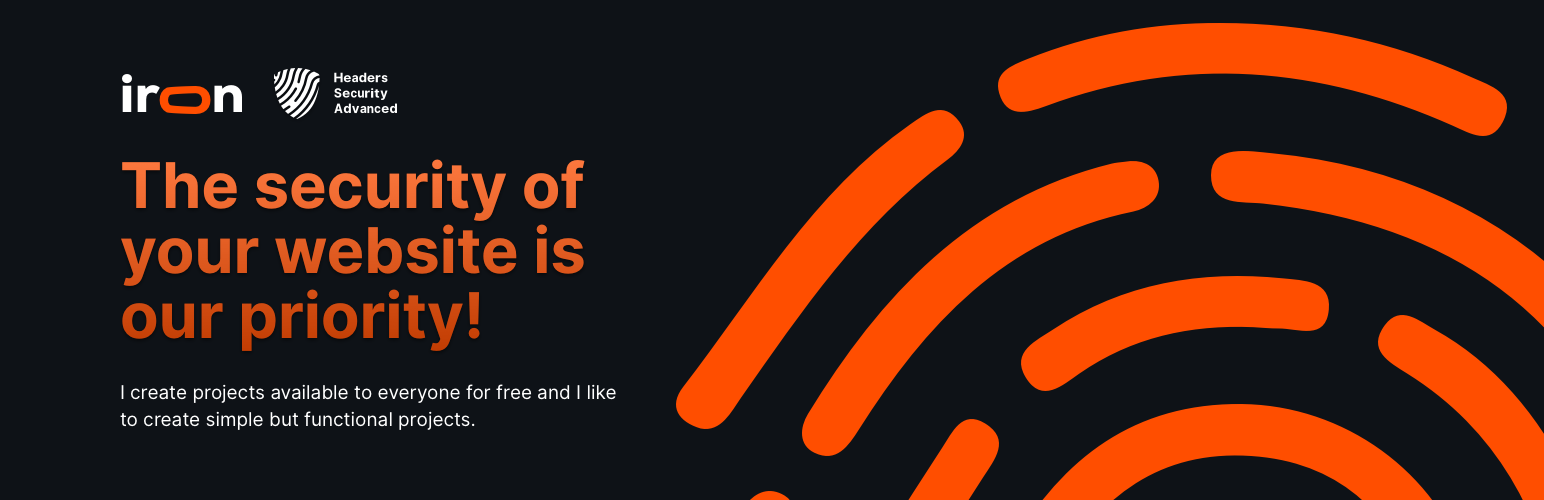 iron
Headers
Security
Advanced
The security of
your website is
our priority!
I create projects available to everyone for free and I like
to create simple but functional projects.